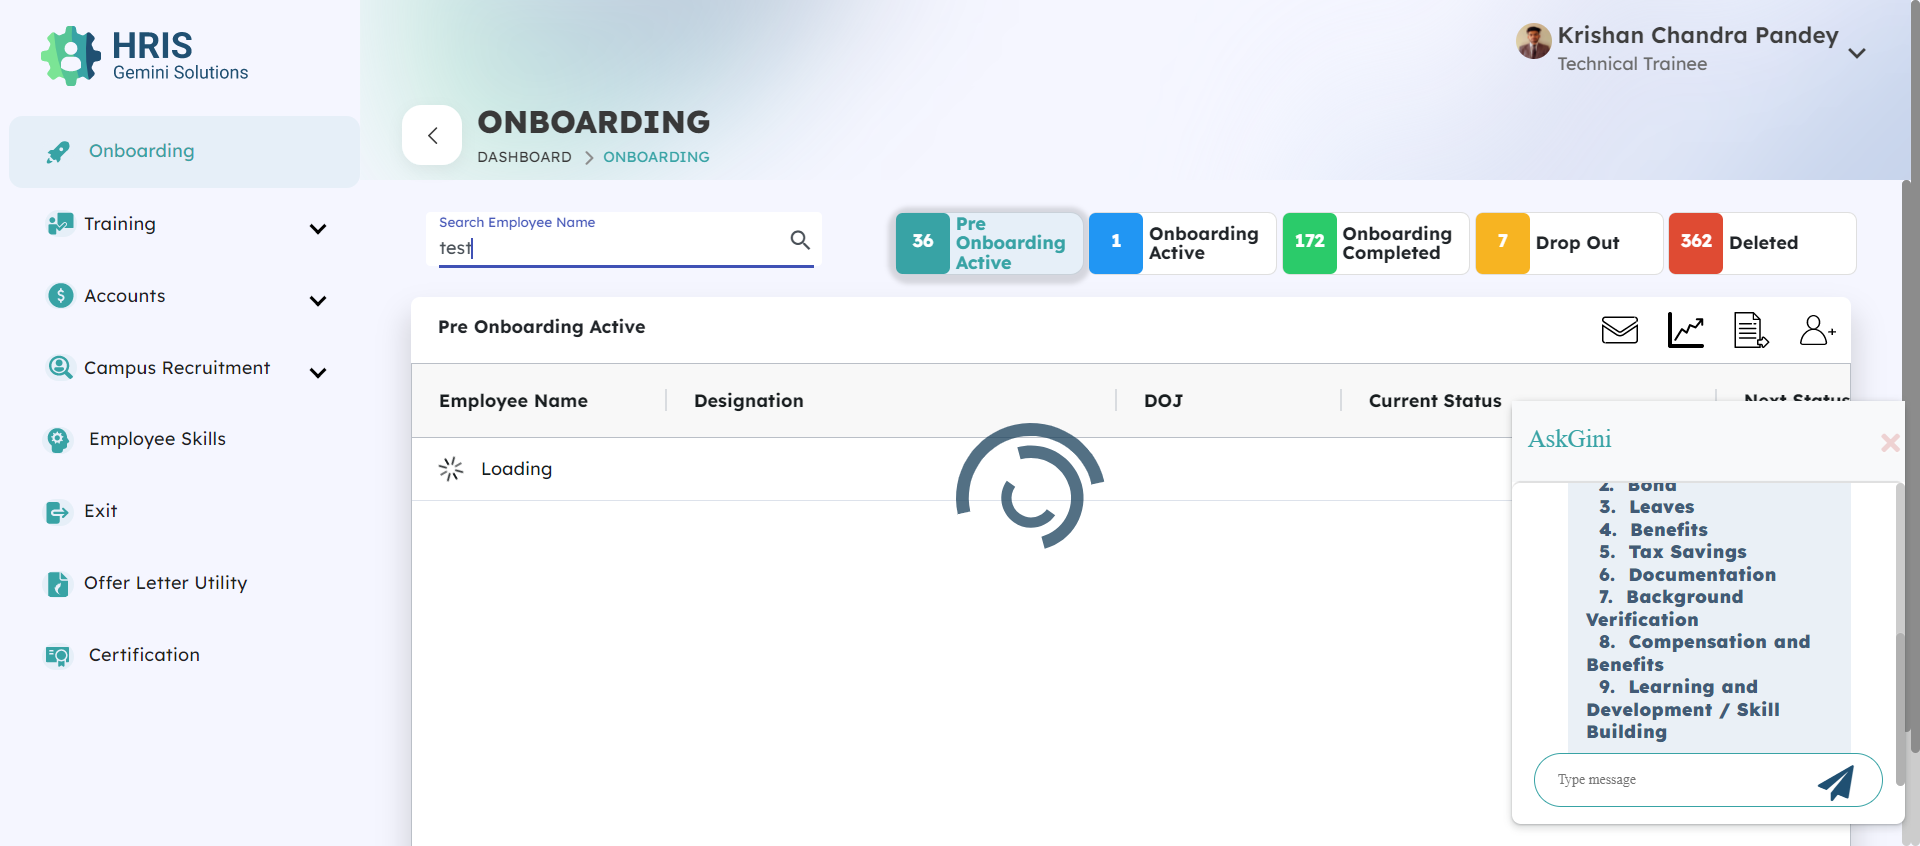 HRIS
Gemini Solutions
Krishan Chandra Pandey
Technical Trainee
ONBOARDING
DASHBOARD > ONBOARDING
Onboarding
Training
Accounts
Campus Recruitment
Employee Skills
Exit
Offer Letter Utility
Certification
Search Employee Name
test
36 Pre
Onboarding
Active
1 Onboarding
Active
172 Onboarding
Completed
7 Drop Out
362 Deleted
Pre Onboarding Active
Employee Name Designation DOJ Current Status Next Status
Loading
AskGini
2. Bond
3. Leaves
4. Benefits
5. Tax Savings
6. Documentation
7. Background
Verification
8. Compensation and
Benefits
9. Learning and
Development / Skill
Building
Type message